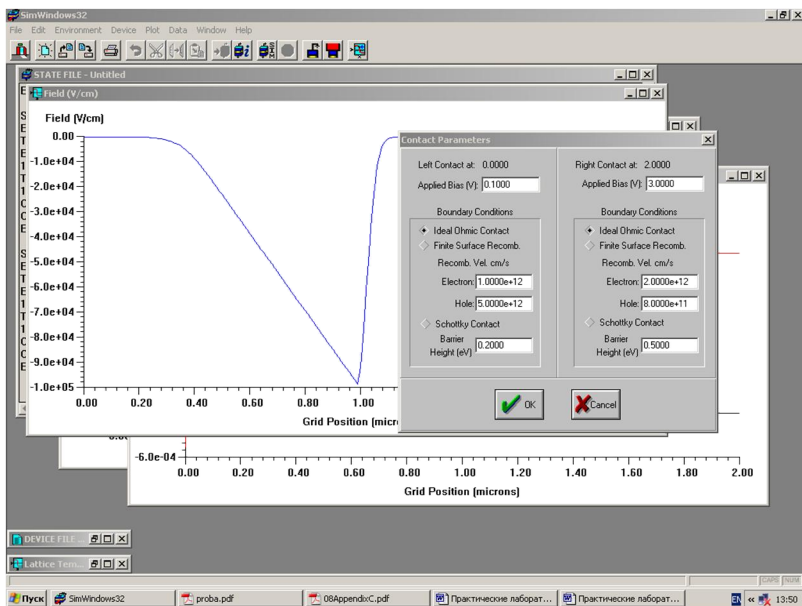 SimWindows32
File Edit Environment Device Plot Data Window Help
STATE FILE - Untitled
Field (V/cm)
Field (V/cm)
0.00
-1.0e+04
-2.0e+04
-3.0e+04
-4.0e+04
-5.0e+04
-6.0e+04
-7.0e+04
-8.0e+04
-9.0e+04
-1.0e+05
0.00 0.20 0.40 0.60 0.80 1.00
Grid Position (micr
Contact Parameters
Left Contact at: 0.0000
Applied Bias (V): 0.1000
Boundary Conditions
Ideal Ohmic Contact
Finite Surface Recomb.
Recomb. Vel. cm/s
Electron: 1.0000e+12
Hole: 5.0000e+12
Schottky Contact
Barrier
Height (eV) 0.2000
Right Contact at: 2.0000
Applied Bias (V): 3.0000
Boundary Conditions
Ideal Ohmic Contact
Finite Surface Recomb.
Recomb. Vel. cm/s
Electron: 2.0000e+12
Hole: 8.0000e+11
Schottky Contact
Barrier
Height (eV) 0.5000
OK
Cancel
-6.0e-04
0.00 0.20 0.40 0.60 0.80 1.00 1.20 1.40 1.60 1.80 2.00
Grid Position (microns)
DEVICE FILE ...
Lattice Tem...
CAPS NUM
Пуск
SimWindows32
proba.pdf
08AppendixC.pdf
Практические лаборат...
Практические лаборат...
EN
13:50